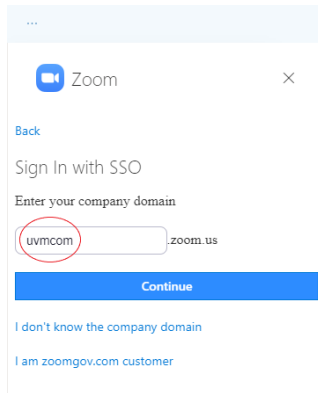 ...
Zoom
Back
Sign In with SSO
Enter your company domain
uvmcom .zoom.us
Continue
I don't know the company domain
I am zoomgov.com customer